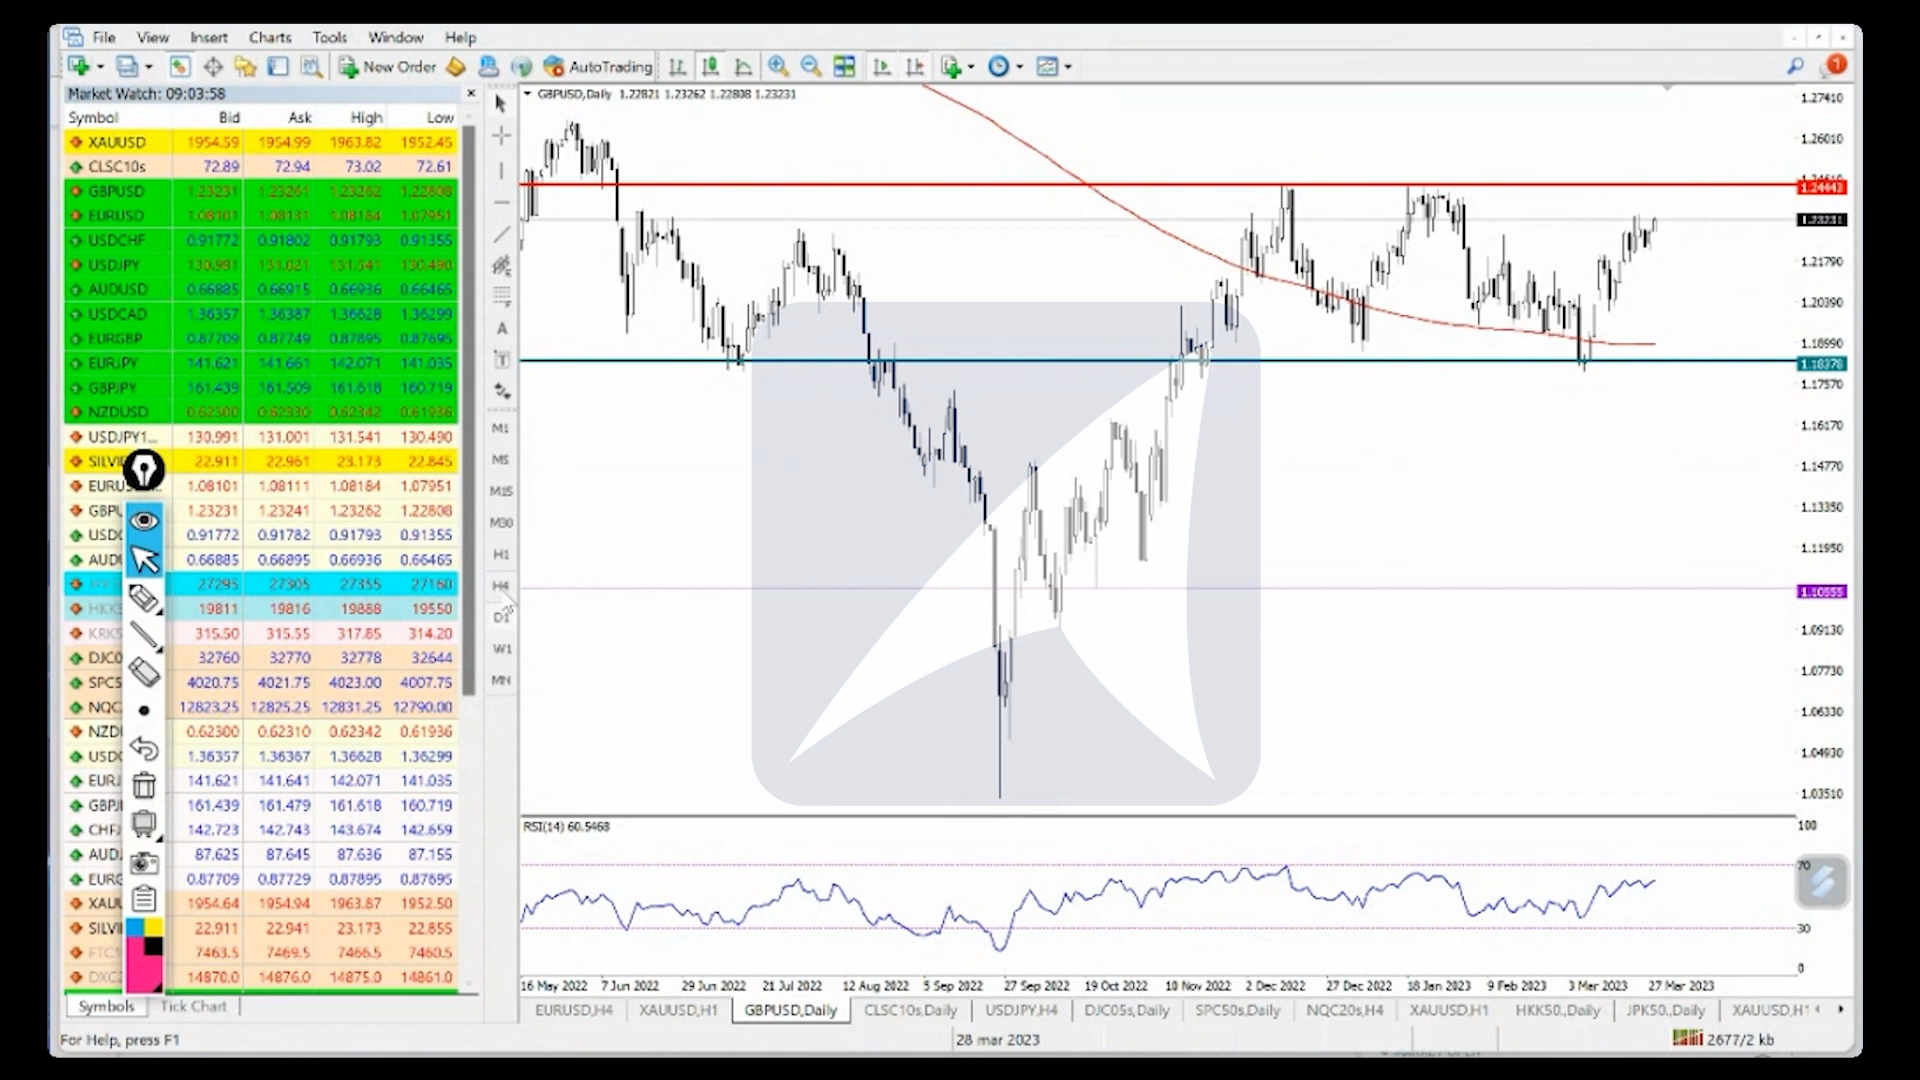 File View Insert Charts Tools Window Help
New Order AutoTrading 1
Market Watch: 09:03:58
Symbol Bid Ask High Low
XAUUSD 1954.59 1954.99 1963.82 1952.45
CLSC10s 72.89 72.94 73.02 72.61
GBPUSD 1.23231 1.23261 1.23262 1.22808
EURUSD 1.08101 1.08131 1.08184 1.07951
USDCHF 0.91772 0.91802 0.91793 0.91355
USDJPY 130.991 131.021 131.541 130.490
AUDUSD 0.66885 0.66915 0.66936 0.66465
USDCAD 1.36357 1.36387 1.36628 1.36299
EURGBP 0.87709 0.87749 0.87895 0.87695
EURJPY 141.621 141.661 142.071 141.035
GBPJPY 161.439 161.509 161.618 160.719
NZDUSD 0.62300 0.62330 0.62342 0.61936
USDJPY1... 130.991 131.001 131.541 130.490
SILV 22.911 22.961 23.173 22.845
EURUS 1.08101 1.08111 1.08184 1.07951
GBPU 1.23231 1.23241 1.23262 1.22808
USDC 0.91772 0.91782 0.91793 0.91355
AUDU 0.66885 0.66895 0.66936 0.66465
27295 27305 27355 27160
HKK5 19811 19816 19888 19550
KRKS 315.50 315.55 317.85 314.20
DJC0 32760 32770 32778 32644
SPC5 4020.75 4021.75 4023.00 4007.75
NQC 12823.25 12825.25 12831.25 12790.00
NZD 0.62300 0.62310 0.62342 0.61936
USDC 1.36357 1.36367 1.36628 1.36299
EURJ 141.621 141.641 142.071 141.035
GBPJ 161.439 161.479 161.618 160.719
CHFJ 142.723 142.743 143.674 142.659
AUDJ 87.625 87.645 87.636 87.155
EURG 0.87709 0.87729 0.87895 0.87695
XAU 1954.64 1954.94 1963.87 1952.50
SILV 22.911 22.941 23.173 22.855
FTC 7463.5 7469.5 7466.5 7460.5
DXC 14870.0 14876.0 14875.0 14861.0
Symbols Tick Chart
A
T
M1
M5
M15
M30
H1
H4
D1
W1
MN
GBPUSD,Daily 1.22821 1.23262 1.22808 1.23231
1.27410
1.26010
1.24443
1.23231
1.21790
1.20390
1.18990
1.18378
1.17570
1.16170
1.14770
1.13350
1.11950
1.10555
1.09130
1.07730
1.06330
1.04930
1.03510
RSI(14) 60.5468
100
70
30
0
16 May 2022 7 Jun 2022 29 Jun 2022 21 Jul 2022 12 Aug 2022 5 Sep 2022 27 Sep 2022 19 Oct 2022 10 Nov 2022 2 Dec 2022 27 Dec 2022 18 Jan 2023 9 Feb 2023 3 Mar 2023 27 Mar 2023
EURUSD,H4 XAUUSD,H1 GBPUSD,Daily CLSC10s,Daily USDJPY,H4 DJC05s,Daily SPC50s,Daily NQC20s,H4 XAUUSD,H1 HKK50.,Daily JPK50.,Daily XAUUSD,H1
For Help, press F1 28 mar 2023 2677/2 kb